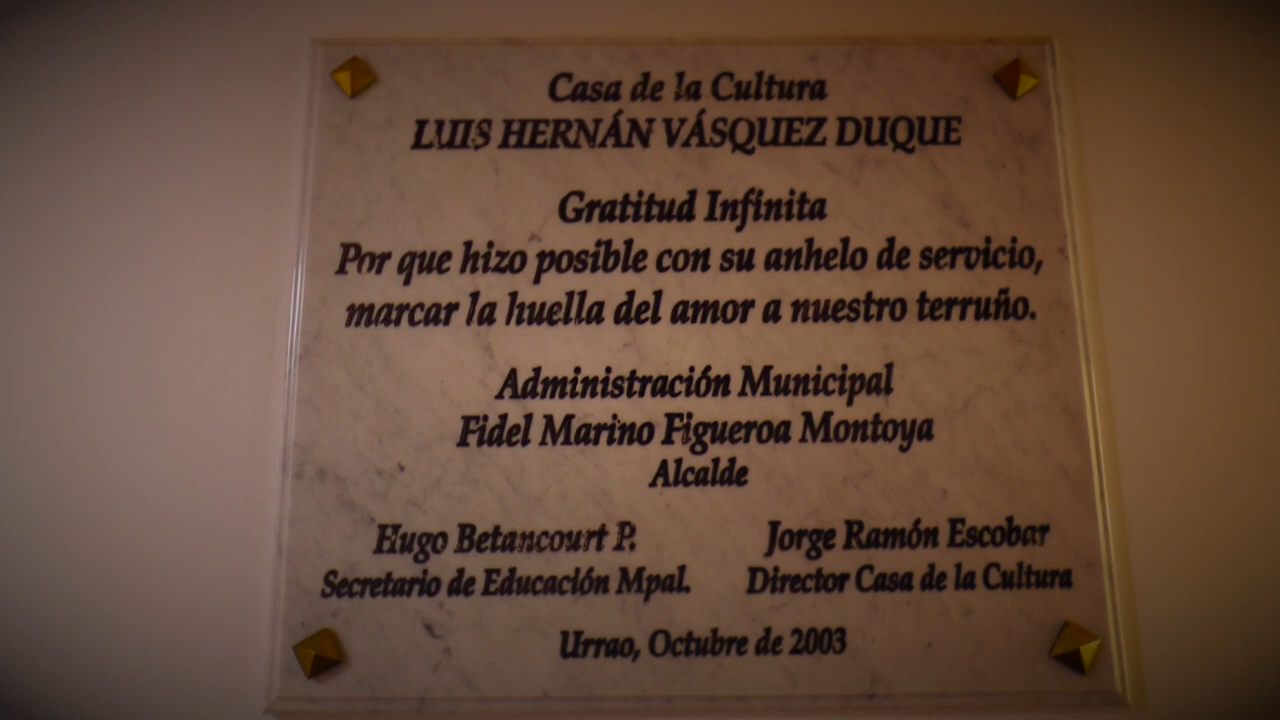 Casa de la Cultura
LUIS HERNÁN VÁSQUEZ DUQUE
Gratitud Infinita
Por que hizo posible con su anhelo de servicio,
marcar la huella del amor a nuestro terruño.
Administración Municipal
Fidel Marino Figueroa Montoya
Alcalde
Hugo Betancourt P. Jorge Ramón Escobar
Secretario de Educación Mpal. Director Casa de la Cultura
Urrao, Octubre de 2003